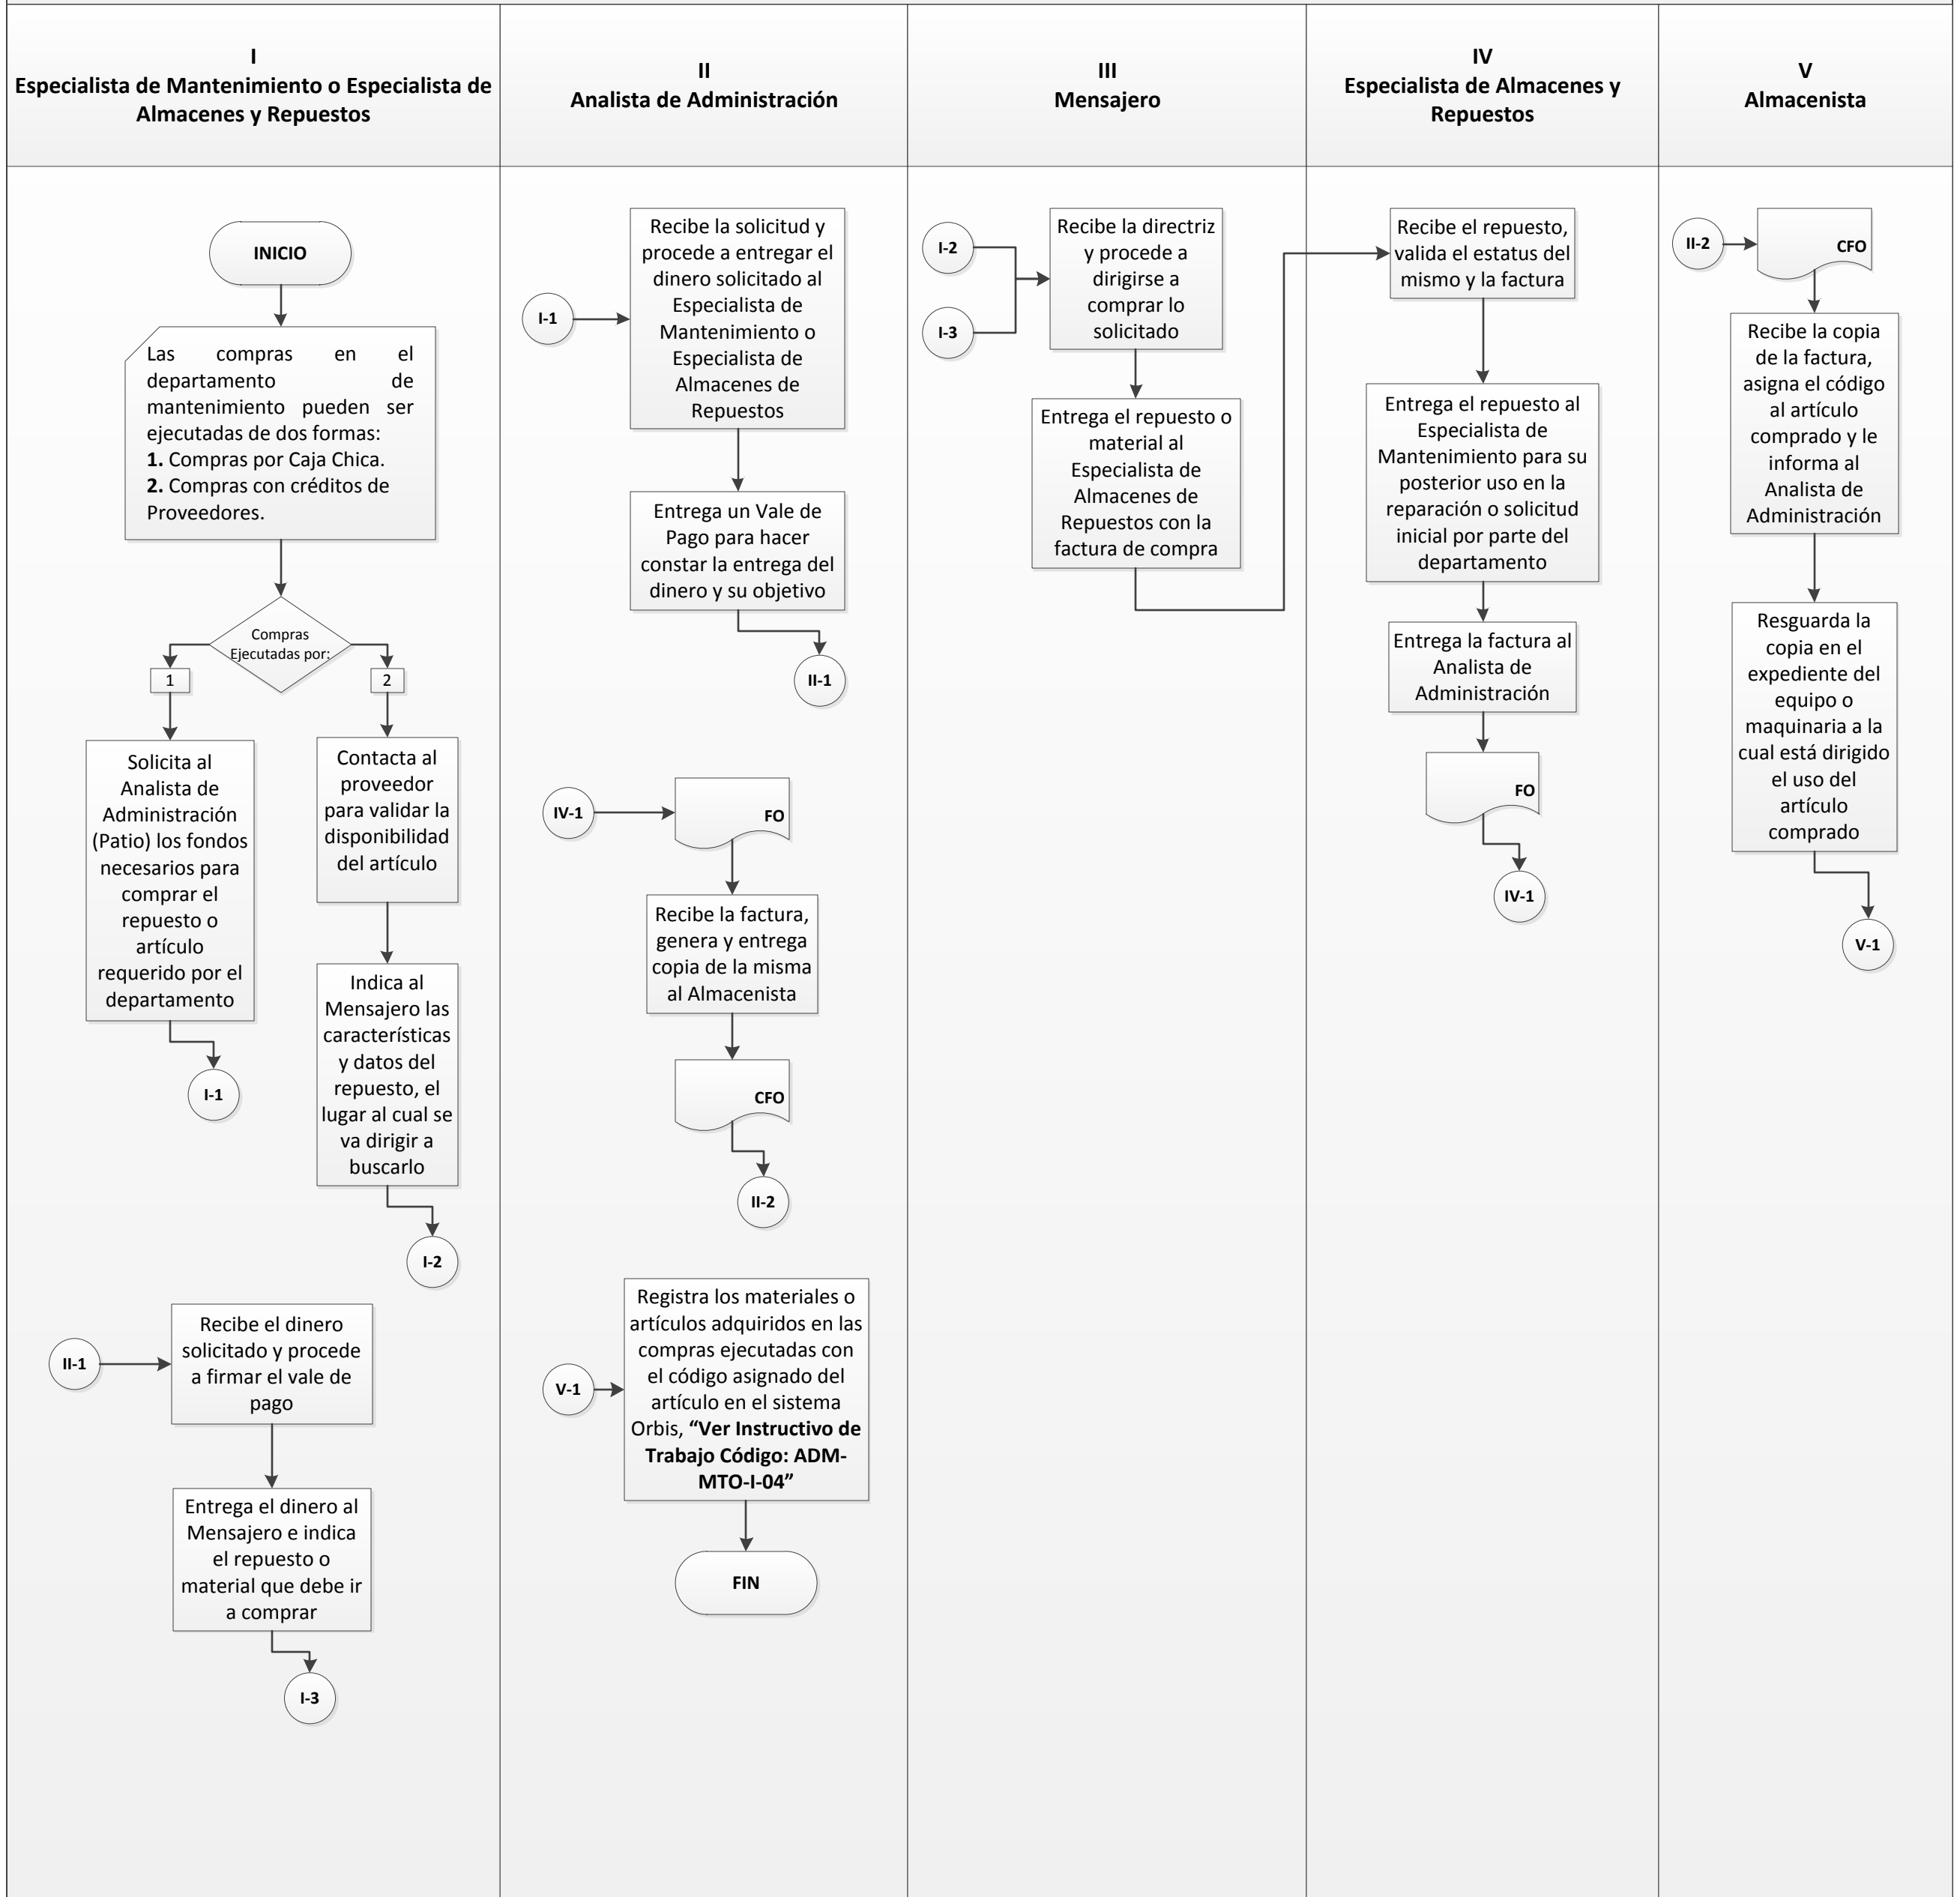 I
Especialista de Mantenimiento o Especialista de
Almacenes y Repuestos
II
Analista de Administración
III
Mensajero
IV
Especialista de Almacenes y
Repuestos
V
Almacenista
INICIO
Las compras en el
departamento de
mantenimiento pueden ser
ejecutadas de dos formas:
1. Compras por Caja Chica.
2. Compras con créditos de
Proveedores.
Compras
Ejecutadas por:
1
2
Solicita al
Analista de
Administración
(Patio) los fondos
necesarios para
comprar el
repuesto o
artículo
requerido por el
departamento
I-1
Contacta al
proveedor
para validar la
disponibilidad
del artículo
Indica al
Mensajero las
características
y datos del
repuesto, el
lugar al cual se
va dirigir a
buscarlo
I-2
II-1
Recibe el dinero
solicitado y procede
a firmar el vale de
pago
Entrega el dinero al
Mensajero e indica
el repuesto o
material que debe ir
a comprar
I-3
I-1
Recibe la solicitud y
procede a entregar el
dinero solicitado al
Especialista de
Mantenimiento o
Especialista de
Almacenes de
Repuestos
Entrega un Vale de
Pago para hacer
constar la entrega del
dinero y su objetivo
II-1
IV-1
FO
Recibe la factura,
genera y entrega
copia de la misma
al Almacenista
CFO
II-2
V-1
Registra los materiales o
artículos adquiridos en las
compras ejecutadas con
el código asignado del
artículo en el sistema
Orbis, “Ver Instructivo de
Trabajo Código: ADM-
MTO-I-04”
FIN
I-2
I-3
Recibe la directriz
y procede a
dirigirse a
comprar lo
solicitado
Entrega el repuesto o
material al
Especialista de
Almacenes de
Repuestos con la
factura de compra
Recibe el repuesto,
valida el estatus del
mismo y la factura
Entrega el repuesto al
Especialista de
Mantenimiento para su
posterior uso en la
reparación o solicitud
inicial por parte del
departamento
Entrega la factura al
Analista de
Administración
FO
IV-1
II-2
CFO
Recibe la copia
de la factura,
asigna el código
al artículo
comprado y le
informa al
Analista de
Administración
Resguarda la
copia en el
expediente del
equipo o
maquinaria a la
cual está dirigido
el uso del
artículo
comprado
V-1